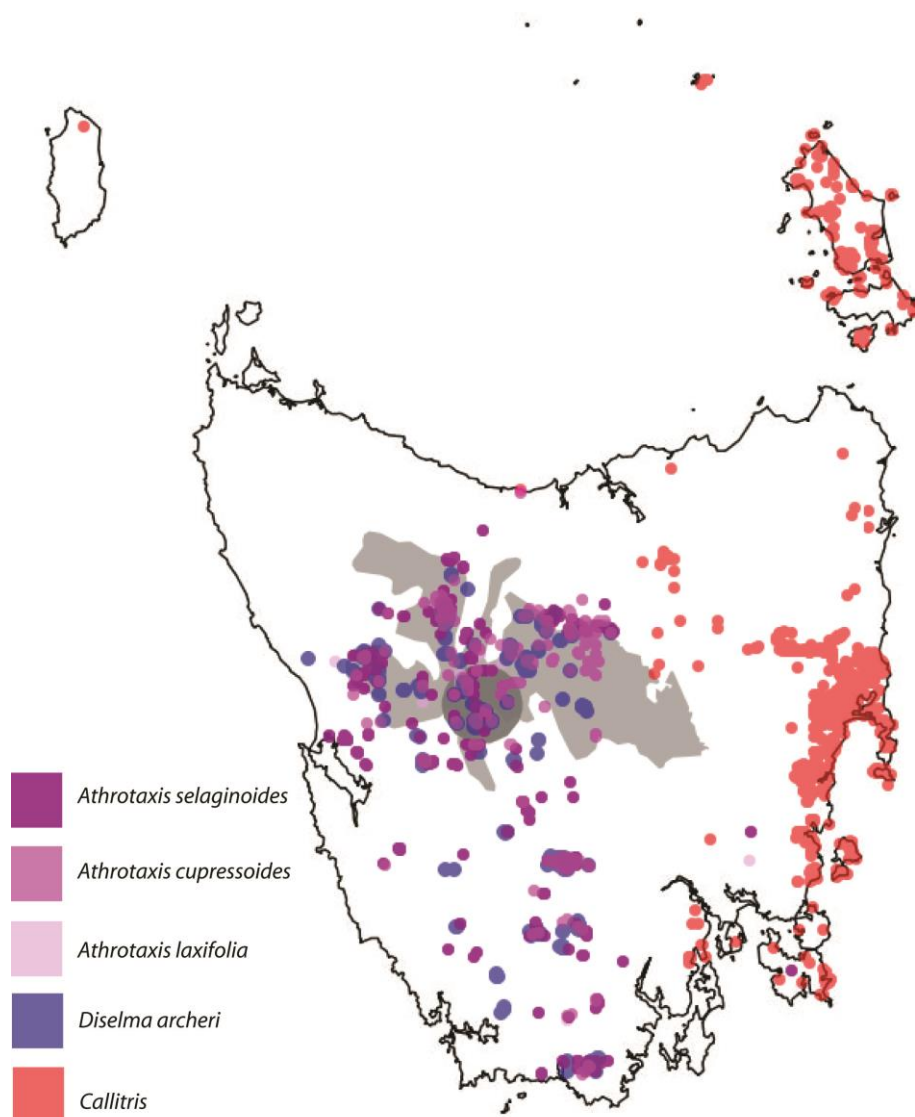 Athrotaxis selaginoides
Athrotaxis cupressoides
Athrotaxis laxifolia
Diselma archeri
Callitris